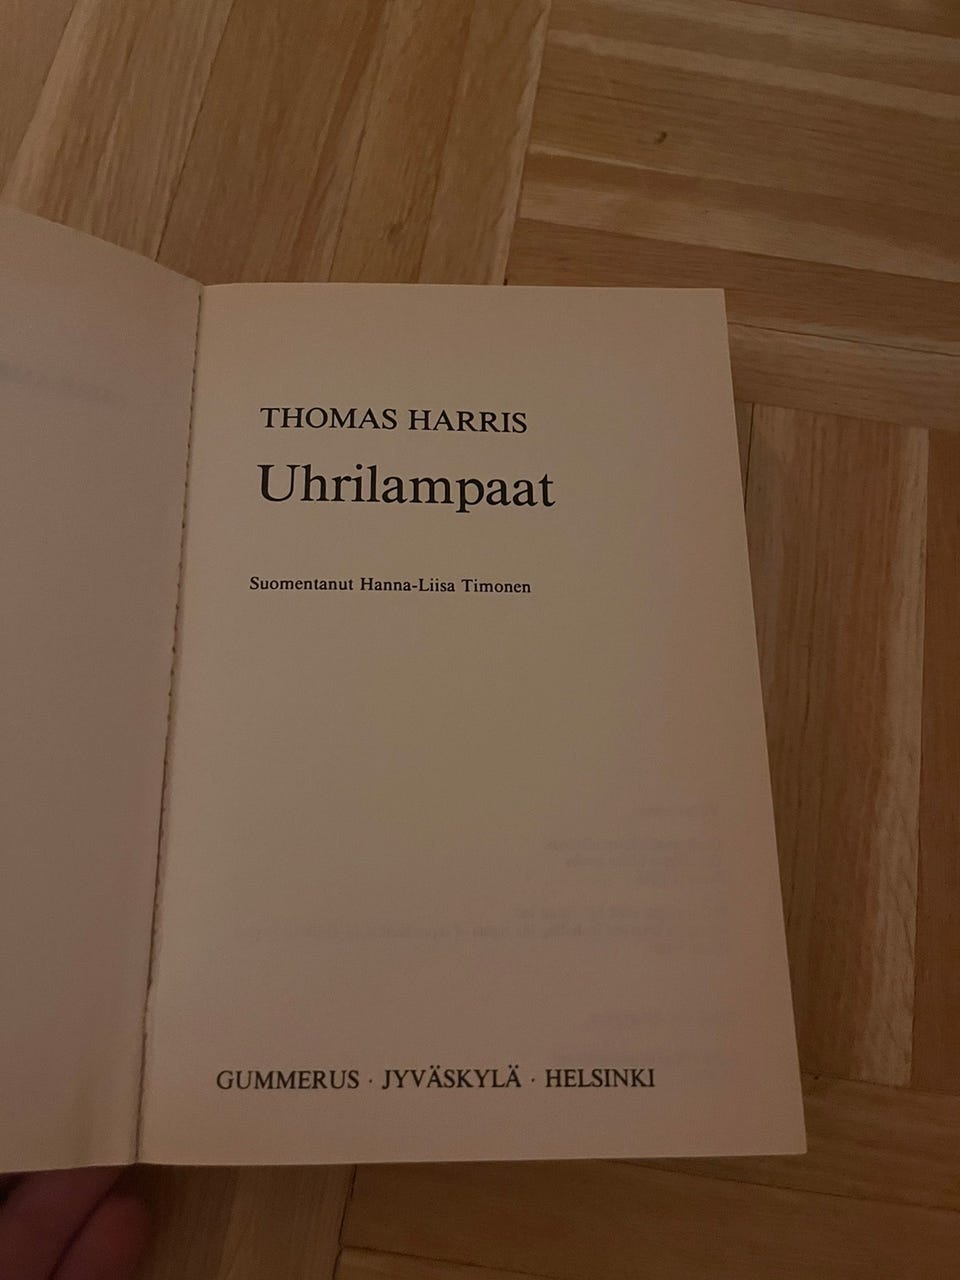 THOMAS HARRIS
Uhrilampaat
Suomentanut Hanna-Liisa Timonen
GUMMERUS · JYVÄSKYLÄ · HELSINKI